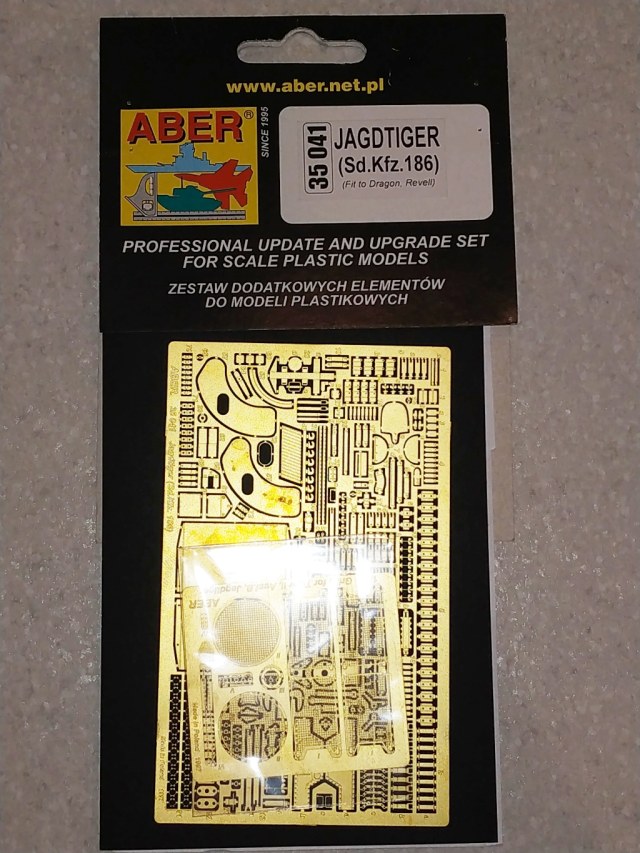 www.aber.net.pl
ABER®
SINCE 1995
35 041
JAGDTIGER
(Sd.Kfz.186)
(Fit to Dragon, Revell)
PROFESSIONAL UPDATE AND UPGRADE SET
FOR SCALE PLASTIC MODELS
ZESTAW DODATKOWYCH ELEMENTÓW
DO MODELI PLASTIKOWYCH
ABER